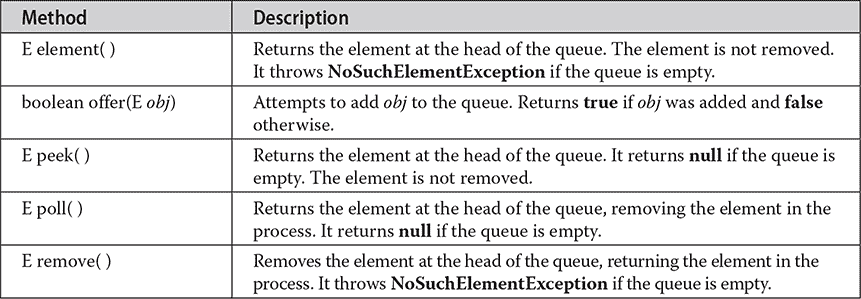 Method Description
E element( ) Returns the element at the head of the queue. The element is not removed.
It throws NoSuchElementException if the queue is empty.
boolean offer(E obj) Attempts to add obj to the queue. Returns true if obj was added and false
otherwise.
E peek( ) Returns the element at the head of the queue. It returns null if the queue is
empty. The element is not removed.
E poll( ) Returns the element at the head of the queue, removing the element in the
process. It returns null if the queue is empty.
E remove( ) Removes the element at the head of the queue, returning the element in the
process. It throws NoSuchElementException if the queue is empty.